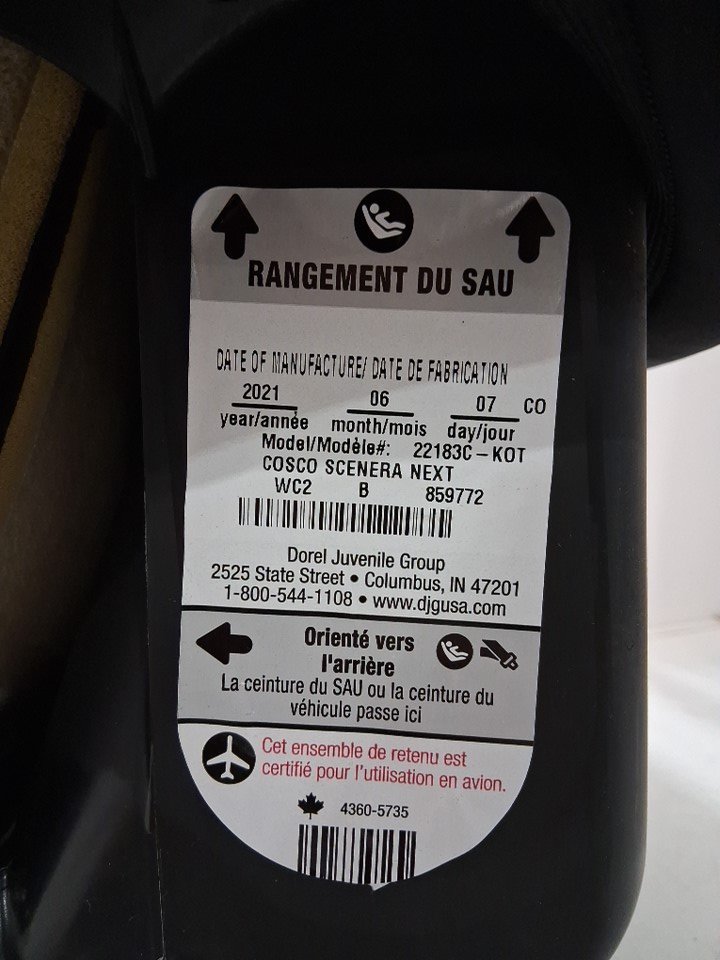 RANGEMENT DU SAU
DATE OF MANUFACTURE/ DATE DE FABRICATION
2021 06 07 CO
year/année month/mois day/jour
Model/Modèle#: 22183C-KOT
COSCO SCENERA NEXT
WC2 B 859772
Dorel Juvenile Group
2525 State Street • Columbus, IN 47201
1-800-544-1108 • www.djgusa.com
Orienté vers
l'arrière
La ceinture du SAU ou la ceinture du
véhicule passe ici
Cet ensemble de retenu est
certifié pour l'utilisation en avion.
4360-5735